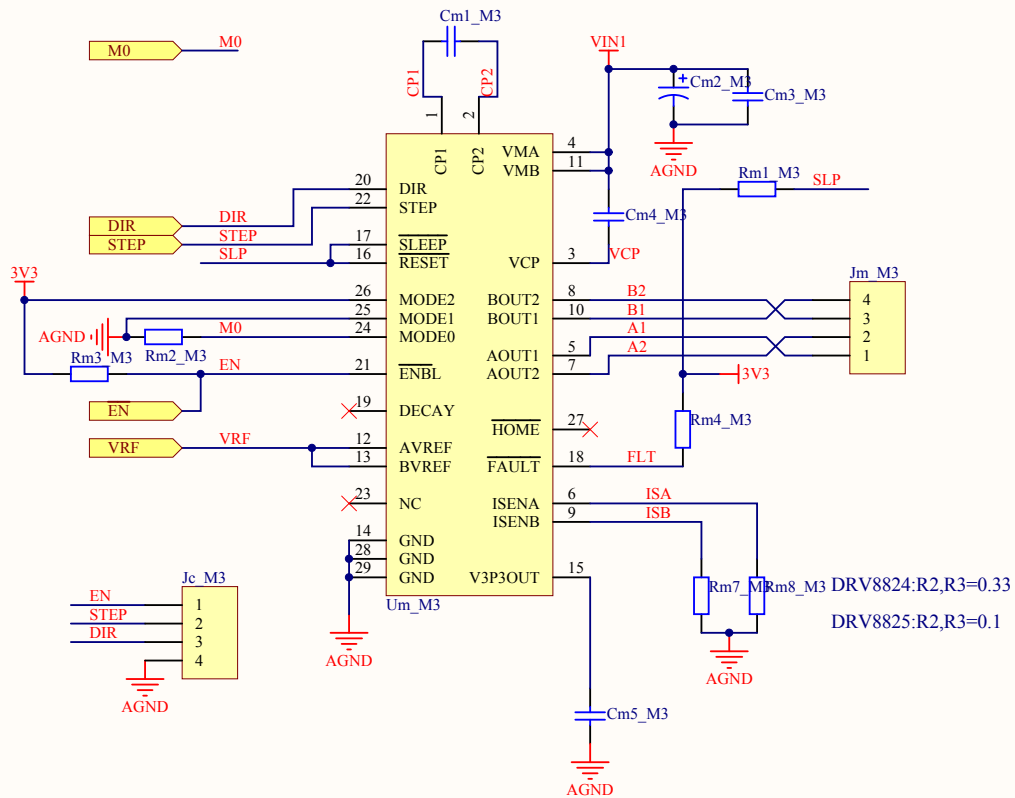 Cm1_M3
M0 M0
CP1 CP2
VIN1
Cm2_M3
Cm3_M3
AGND
1 2
CP1 CP2
VMA 4
VMB 11
Rm1_M3 SLP
20 DIR
22 STEP
DIR DIR
STEP STEP
SLP
17 SLEEP
16 RESET
Cm4_M3
VCP 3 VCP
3V3
26 MODE2
25 MODE1
24 MODE0
AGND
M0
Rm2_M3
BOUT2 8 B2
BOUT1 10 B1
AOUT1 5 A1
AOUT2 7 A2
Jm_M3
4
3
2
1
3V3
Rm3_M3
EN
21 ENBL
EN
19 DECAY
HOME 27
Rm4_M3
VRF VRF
12 AVREF
13 BVREF
FAULT 18 FLT
23 NC
ISENA 6 ISA
ISENB 9 ISB
14 GND
28 GND
29 GND
V3P3OUT 15
Um_M3
AGND
Rm7_M3
Rm8_M3
AGND
DRV8824:R2,R3=0.33
DRV8825:R2,R3=0.1
Jc_M3
EN 1
STEP 2
DIR 3
4
AGND
Cm5_M3
AGND